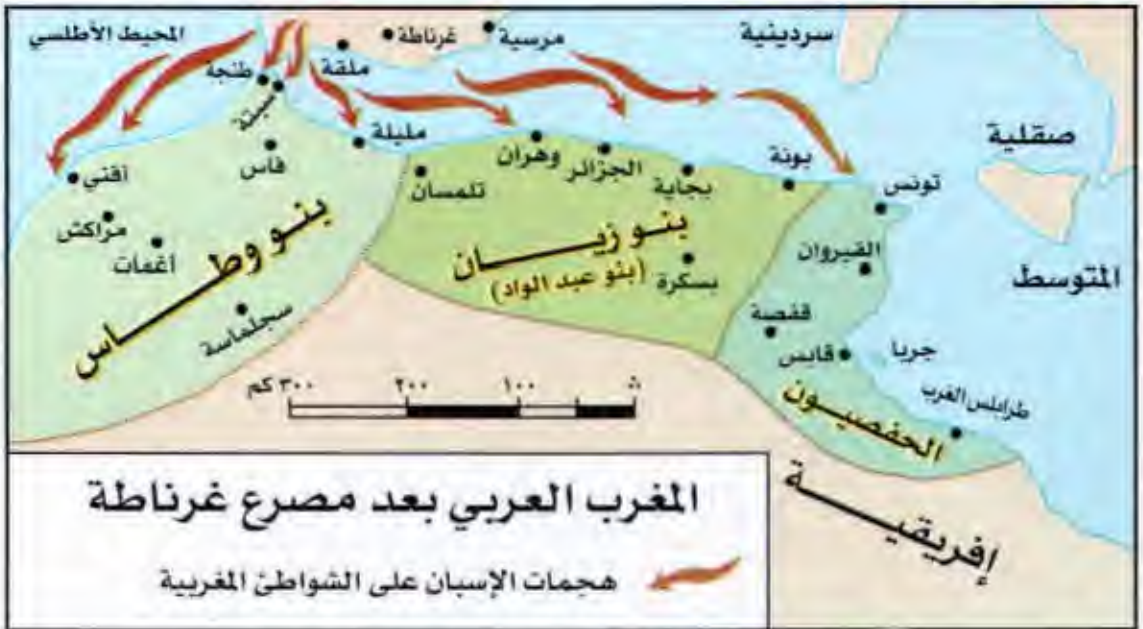 المحيط الأطلسي
غرناطة
مرسية
سردينية
ملقة
طنجة
سبتة
مليلة
وهران
الجزائر
بجاية
بونة
تونس
صقلية
آفني
فاس
تلمسان
مراكش
أغمات
سجلماسة
بنو وطاس
بنو زيان
(بنو عبد الواد)
بسكرة
القيروان
المتوسط
قفصة
قابس
جربا
طرابلس الغرب
الحفصيون
إفريقية
٣٠٠ كم ٢٠٠ ١٠٠
المغرب العربي بعد مصرع غرناطة
هجمات الإسبان على الشواطئ المغربية